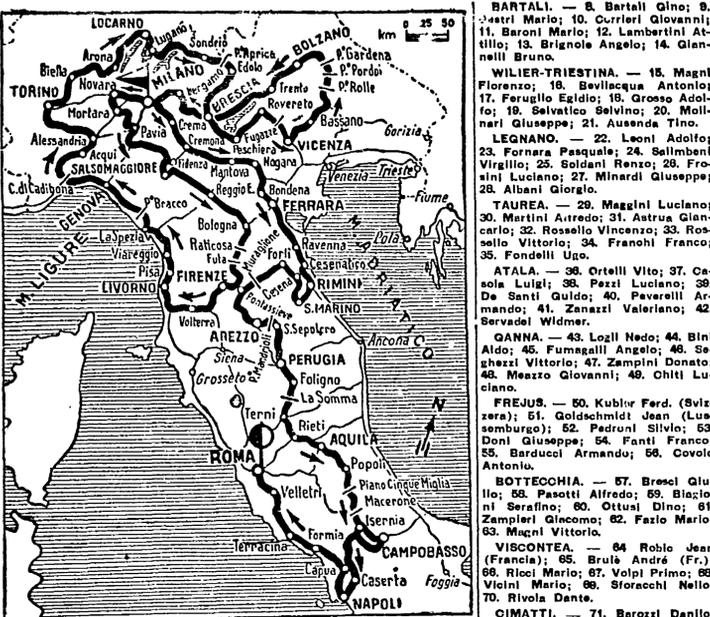 LOCARNO
km 0 25 50
Lugano
Sondrio
P.º Aprica
Edolo
BOLZANO
P.º Gardena
P.º Pordoi
P.º Rolle
Arona
Biella
Novara
TORINO
MILANO
Bergamo
BRESCIA
Trento
Rovereto
Bassano
Mortara
Pavia
Crema
Cremona
Fugazze
Peschiera
VICENZA
Gorizia
Alessandria
Acqui
SALSOMAGGIORE
Fidenza
Mantova
Nogara
Venezia
Trieste
C. di Cadibona
GENOVA
Reggio E.
Bondena
FERRARA
Fiume
P.º Bracco
Bologna
Pola
La Spezia
Raticosa
Futa
Muraglione
Ravenna
M. LIGURE
M. ADRIATICO
Viareggio
Forlì
Cesenatico
Pisa
FIRENZE
Cesena
RIMINI
LIVORNO
Pontassieve
S. MARINO
Volterra
AREZZO
S. Sepolcro
Ancona
Siena
P.º Mandrioli
PERUGIA
Grosseto
Foligno
La Somma
N
Terni
Rieti
AQUILA
ROMA
Popoli
Velletri
Piano Cinque Miglia
Macerone
Isernia
Formia
Terracina
CAMPOBASSO
Capua
Caserta
Foggia
NAPOLI
BARTALI. — 8. Bartali Gino; 9.
Mario; 10. Currieri Giovanni;
11. Baroni Mario; 12. Lambertini At-
tilio; 13. Brignole Angelo; 14. Gian-
nelli Bruno.
WILIER-TRIESTINA. — 15. Magni
Fiorenzo; 16. Bevilacqua Antonio;
17. Feruglio Egidio; 18. Grosso Adol-
fo; 19. Selvatico Selvino; 20. Moli-
nari Giuseppe; 21. Ausenda Tino.
LEGNANO. — 22. Leoni Adolfo;
23. Fornara Pasquale; 24. Salimbeni
Virgilio; 25. Soldani Renzo; 26. Fro-
sini Luciano; 27. Minardi Giuseppe;
28. Albani Giorgio.
TAUREA. — 29. Maggini Luciano;
30. Martini Alfredo; 31. Astrua Gian-
carlo; 32. Rossello Vincenzo; 33. Ros-
sello Vittorio; 34. Franchi Franco;
35. Fondelli Ugo.
ATALA. — 36. Ortelli Vito; 37. Ca-
sola Luigi; 38. Pezzi Luciano; 39.
De Santi Guido; 40. Peverelli Ar-
mando; 41. Zanazzi Valeriano; 42.
Servadei Widmer.
GANNA. — 43. Logli Nedo; 44. Bini
Aldo; 45. Fumagalli Angelo; 46. Se-
ghezzi Vittorio; 47. Zampini Donato;
48. Meazzo Giovanni; 49. Chiti Lu-
ciano.
FREJUS. — 50. Kubler Ferd. (Sviz-
zera); 51. Goldschmidt Jean (Lus-
semburgo); 52. Pedroni Silvio; 53.
Doni Giuseppe; 54. Fanti Franco;
55. Barducci Armando; 56. Covolo
Antonio.
BOTTECCHIA. — 57. Bresci Giu-
lio; 58. Pasotti Alfredo; 59. Biagio-
ni Serafino; 60. Ottusi Dino; 61.
Zampieri Giacomo; 62. Fazio Mario;
63. Magni Vittorio.
VISCONTEA. — 64 Robic Jean
(Francia); 65. Brulè André (Fr.);
66. Ricci Mario; 67. Volpi Primo; 68
Vicini Mario; 69. Sforacchi Nello;
70. Rivola Dante.
CIMATTI. — 71. Barozzi Danilo